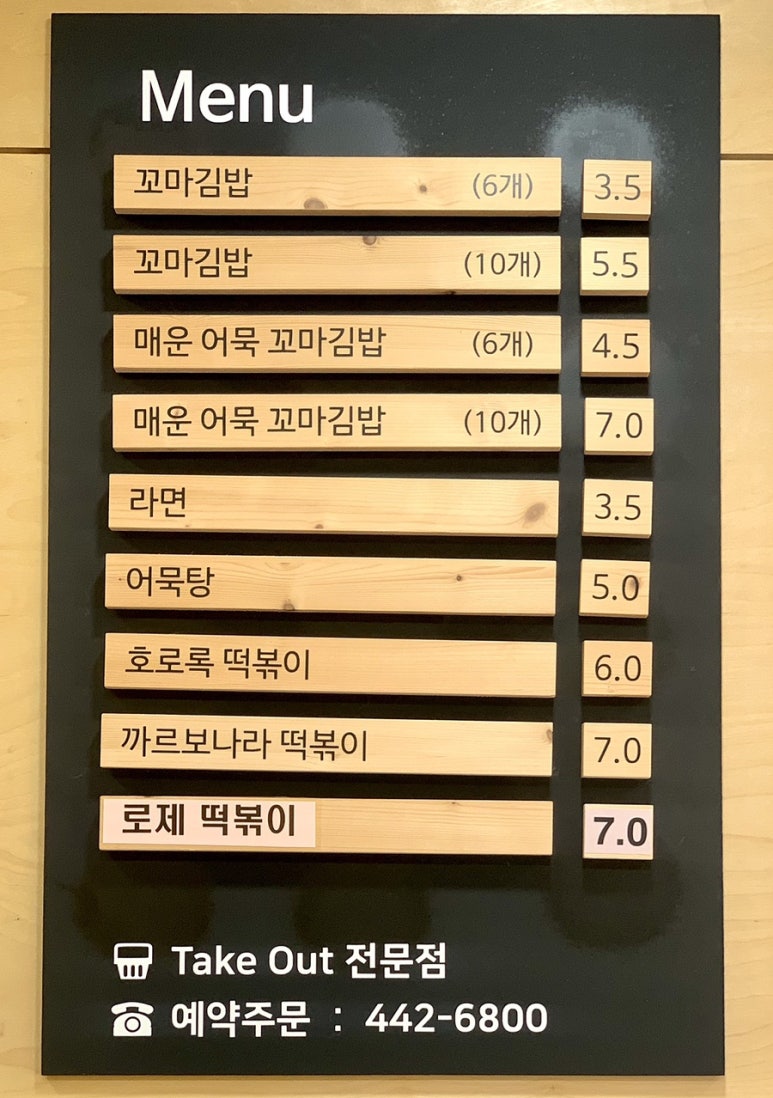 Menu
꼬마김밥 (6개) 3.5
꼬마김밥 (10개) 5.5
매운 어묵 꼬마김밥 (6개) 4.5
매운 어묵 꼬마김밥 (10개) 7.0
라면 3.5
어묵탕 5.0
호로록 떡볶이 6.0
까르보나라 떡볶이 7.0
로제 떡볶이 7.0
Take Out 전문점
예약주문 : 442-6800